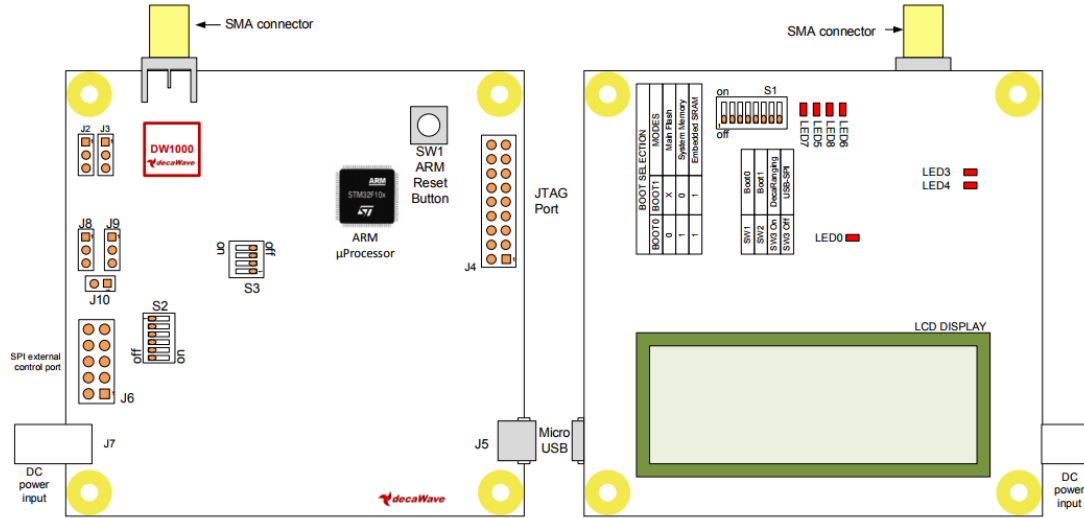 SMA connector
J2 J3
DW1000
decaWave
SW1
ARM
Reset
Button
ARM
STM32F10x
ST
ARM
µProcessor
JTAG
Port
J4
J8 J9
J10
on
off
S3
S2
off
on
SPI external
control port
J6
J7
DC
power
input
J5
Micro
USB
decaWave
SMA connector
on
off
S1
LED7
LED5
LED8
LED6
BOOT SELECTION
BOOT0 BOOT1 MODES
0 X Main Flash
1 0 System Memory
1 1 Embedded SRAM
SW1 Boot0
SW2 Boot1
SW3 On DecaRanging
SW3 Off USB-SPI
LED3
LED4
LED0
LCD DISPLAY
DC
power
input